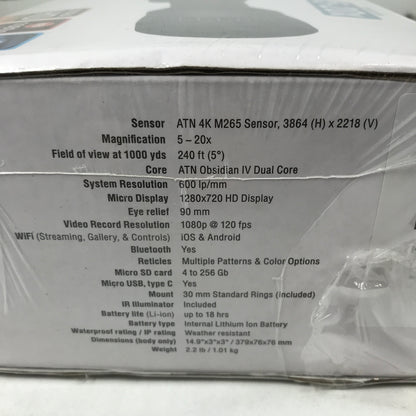 Sensor ATN 4K M265 Sensor, 3864 (H) x 2218 (V)
Magnification 5 ~ 20x
Field of view at 1000 yds 240 ft (5°)
Core ATN Obsidian IV Dual Core
System Resolution 600 lp/mm
Micro Display 1280x720 HD Display
Eye relief 90 mm
Video Record Resolution 1080p @ 120 fps
WiFi (Streaming, Gallery, & Controls) iOS & Android
Bluetooth Yes
Reticles Multiple Patterns & Color Options
Micro SD card 4 to 256 Gb
Micro USB, type C Yes
Mount 30 mm Standard Rings (included)
IR Illuminator Included
Battery life (Li-ion) up to 18 hrs
Battery type Internal Lithium Ion Battery
Waterproof rating / IP rating Weather resistant
Dimensions (body only) 14.9"x3"x3" / 379x76x76 mm
Weight 2.2 lb / 1.01 kg